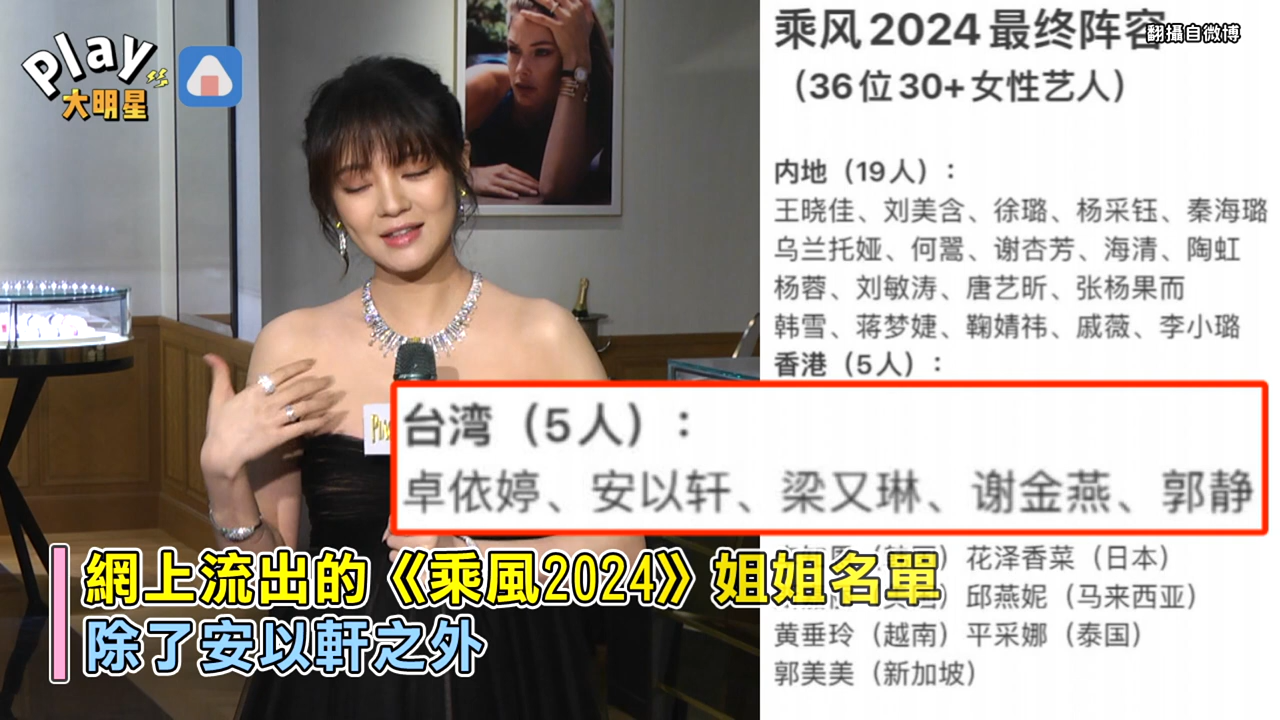 Play
大明星
翻攝自微博
乘风2024最终阵容
(36位30+女性艺人)
内地（19人）：
王晓佳、刘美含、徐璐、杨采钰、秦海璐
乌兰托娅、何翯、谢杏芳、海清、陶虹
杨蓉、刘敏涛、唐艺昕、张杨果而
韩雪、蒋梦婕、鞠婧祎、戚薇、李小璐
香港（5人）：
台湾（5人）：
卓依婷、安以轩、梁又琳、谢金燕、郭静
花泽香菜（日本）
邱燕妮（马来西亚）
黄垂玲（越南）平采娜（泰国）
郭美美（新加坡）
網上流出的《乘風2024》姐姐名單
除了安以軒之外